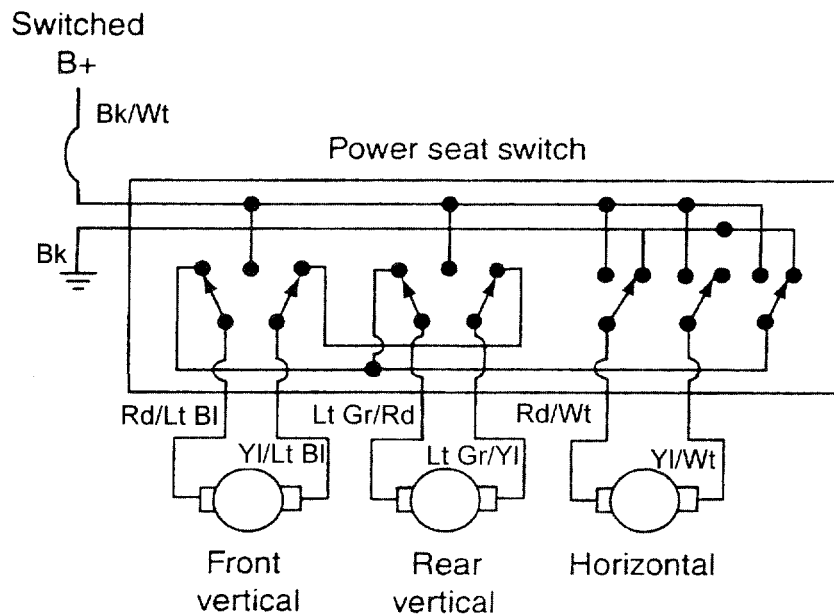 Switched
B+
Bk/Wt
Power seat switch
Bk
Rd/Lt Bl
Yl/Lt Bl
Lt Gr/Rd
Lt Gr/Yl
Rd/Wt
Yl/Wt
Front
vertical
Rear
vertical
Horizontal